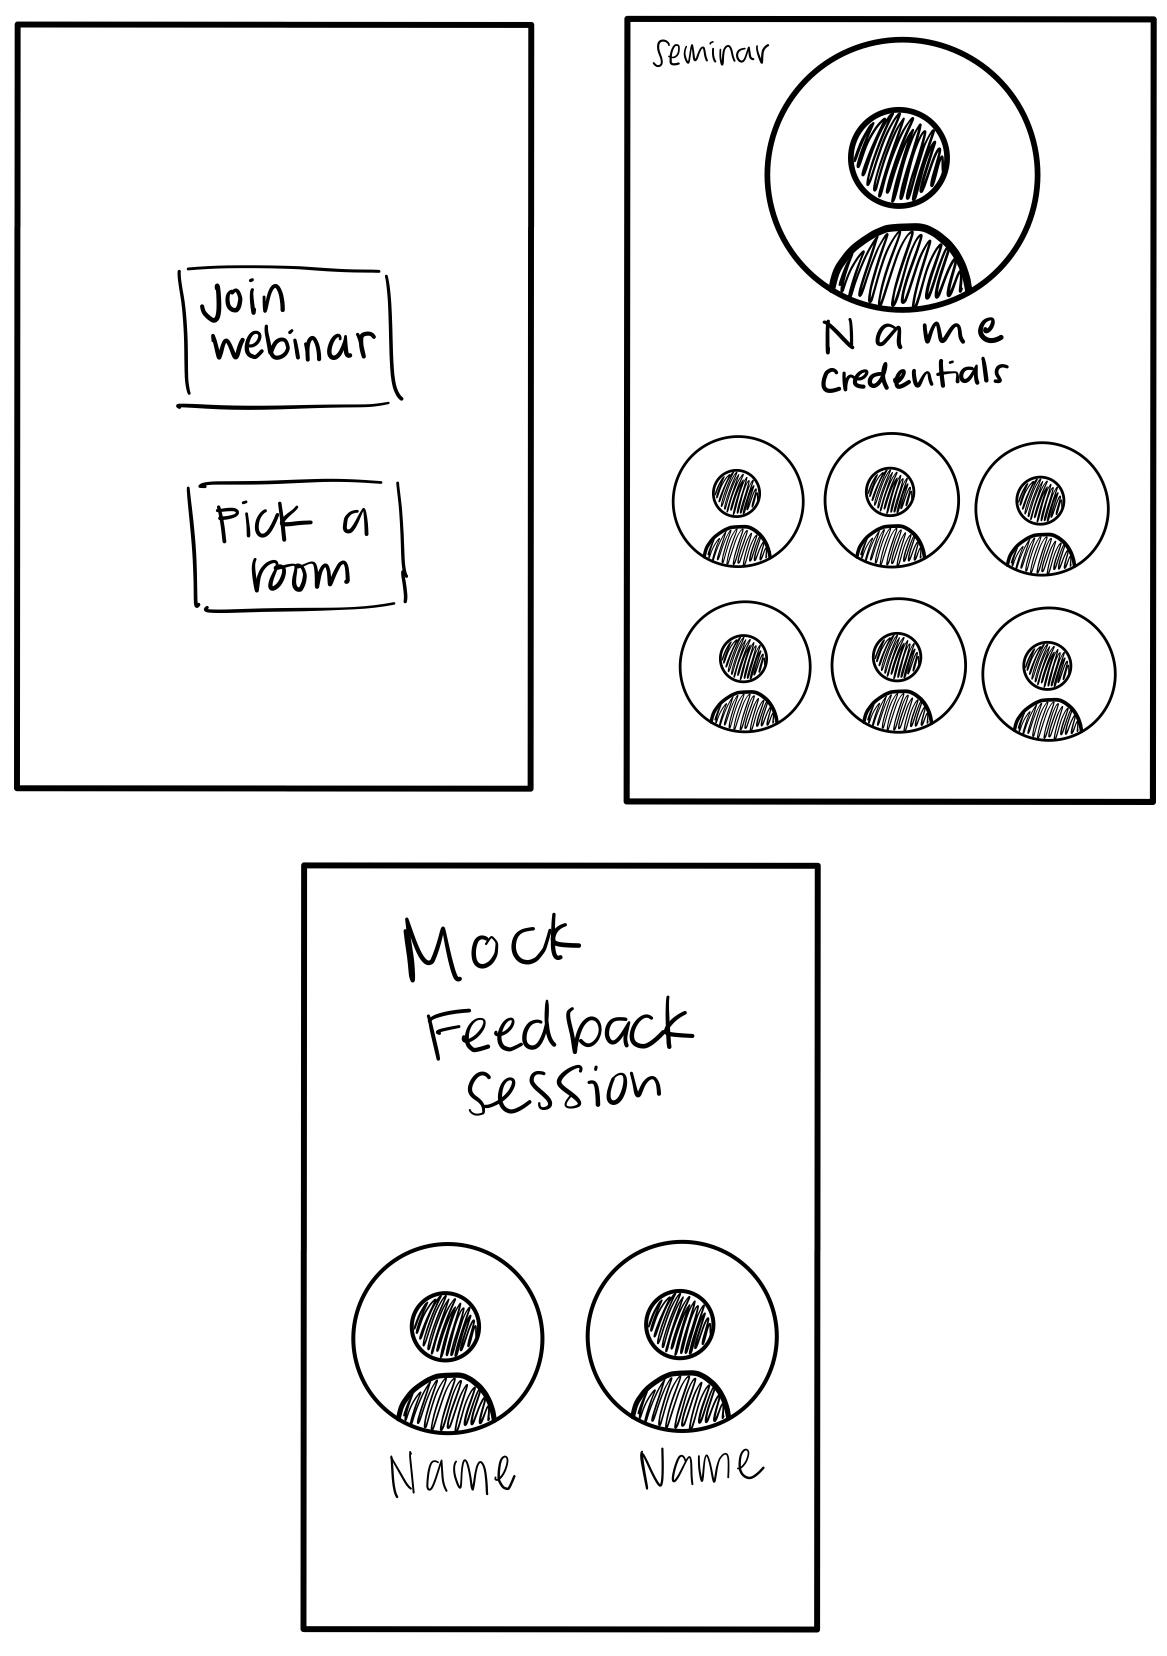 Join
webinar
Pick a
room
Seminar
Name
Credentials
Mock
Feedback
Session
Name
Name